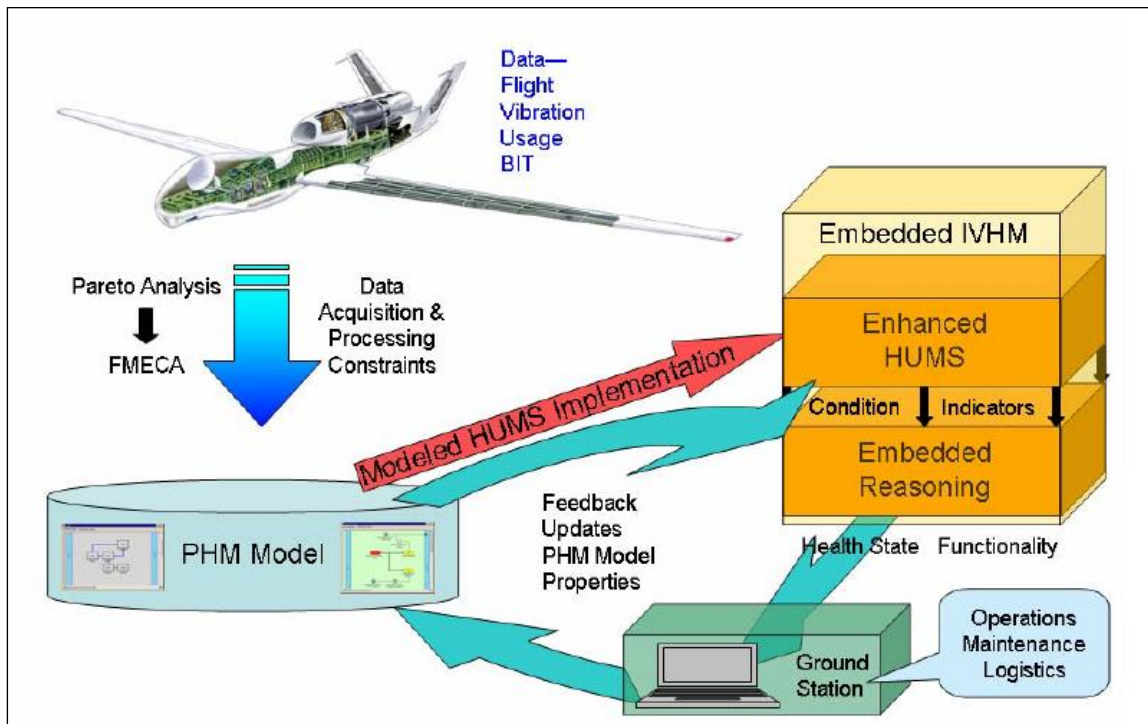 Data—
Flight
Vibration
Usage
BIT
Pareto Analysis
FMECA
Data
Acquisition &
Processing
Constraints
Embedded IVHM
Enhanced
HUMS
Condition
Indicators
Embedded
Reasoning
Health State Functionality
Modeled HUMS Implementation
Feedback
Updates
PHM Model
Properties
PHM Model
Ground
Station
Operations
Maintenance
Logistics